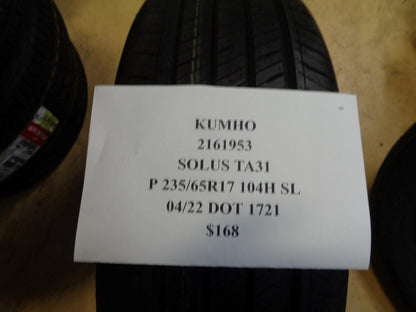 KUMHO
2161953
SOLUS TA31
P 235/65R17 104H SL
04/22 DOT 1721
$168